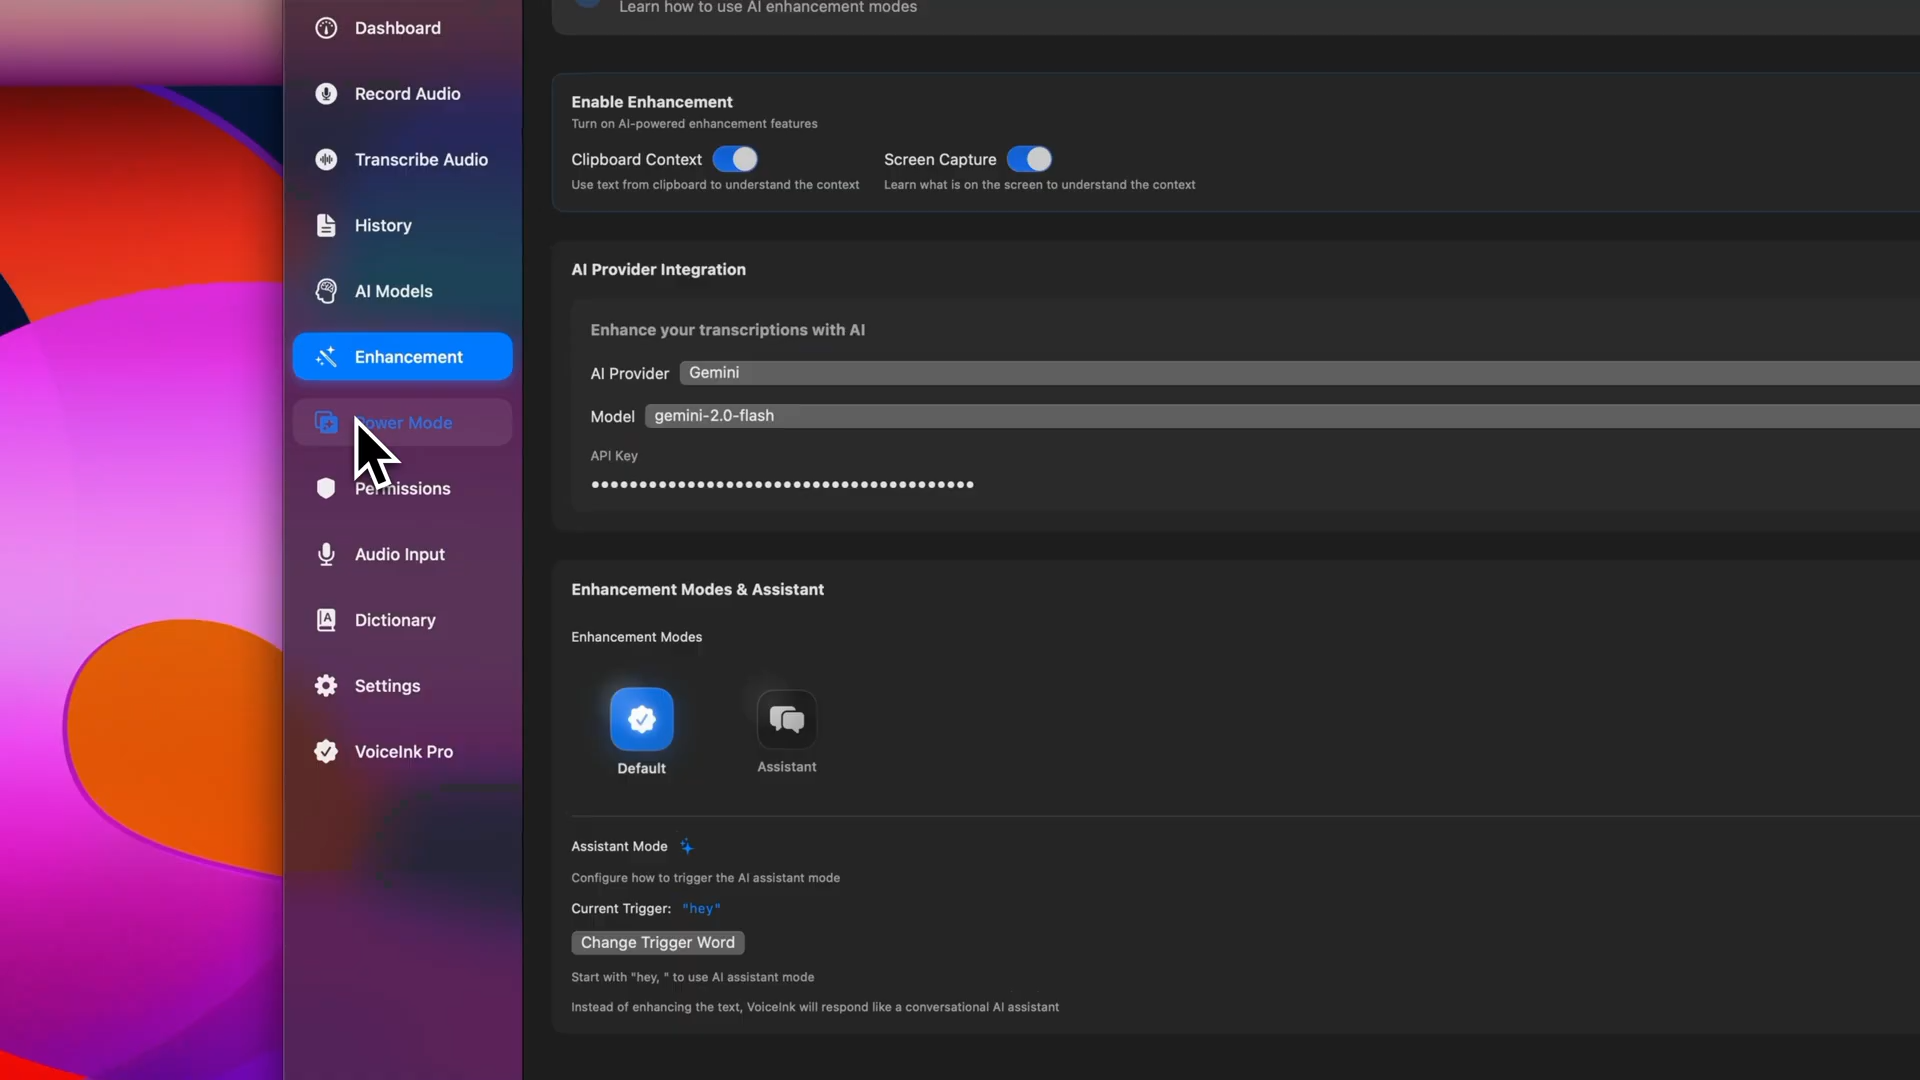 Dashboard
Record Audio
Transcribe Audio
History
AI Models
Enhancement
Power Mode
Permissions
Audio Input
Dictionary
Settings
VoiceInk Pro
Learn how to use AI enhancement modes
Enable Enhancement
Turn on AI-powered enhancement features
Clipboard Context
Use text from clipboard to understand the context
Screen Capture
Learn what is on the screen to understand the context
AI Provider Integration
Enhance your transcriptions with AI
AI Provider Gemini
Model gemini-2.0-flash
API Key
Enhancement Modes & Assistant
Enhancement Modes
Default
Assistant
Assistant Mode
Configure how to trigger the AI assistant mode
Current Trigger: "hey"
Change Trigger Word
Start with "hey, " to use AI assistant mode
Instead of enhancing the text, VoiceInk will respond like a conversational AI assistant